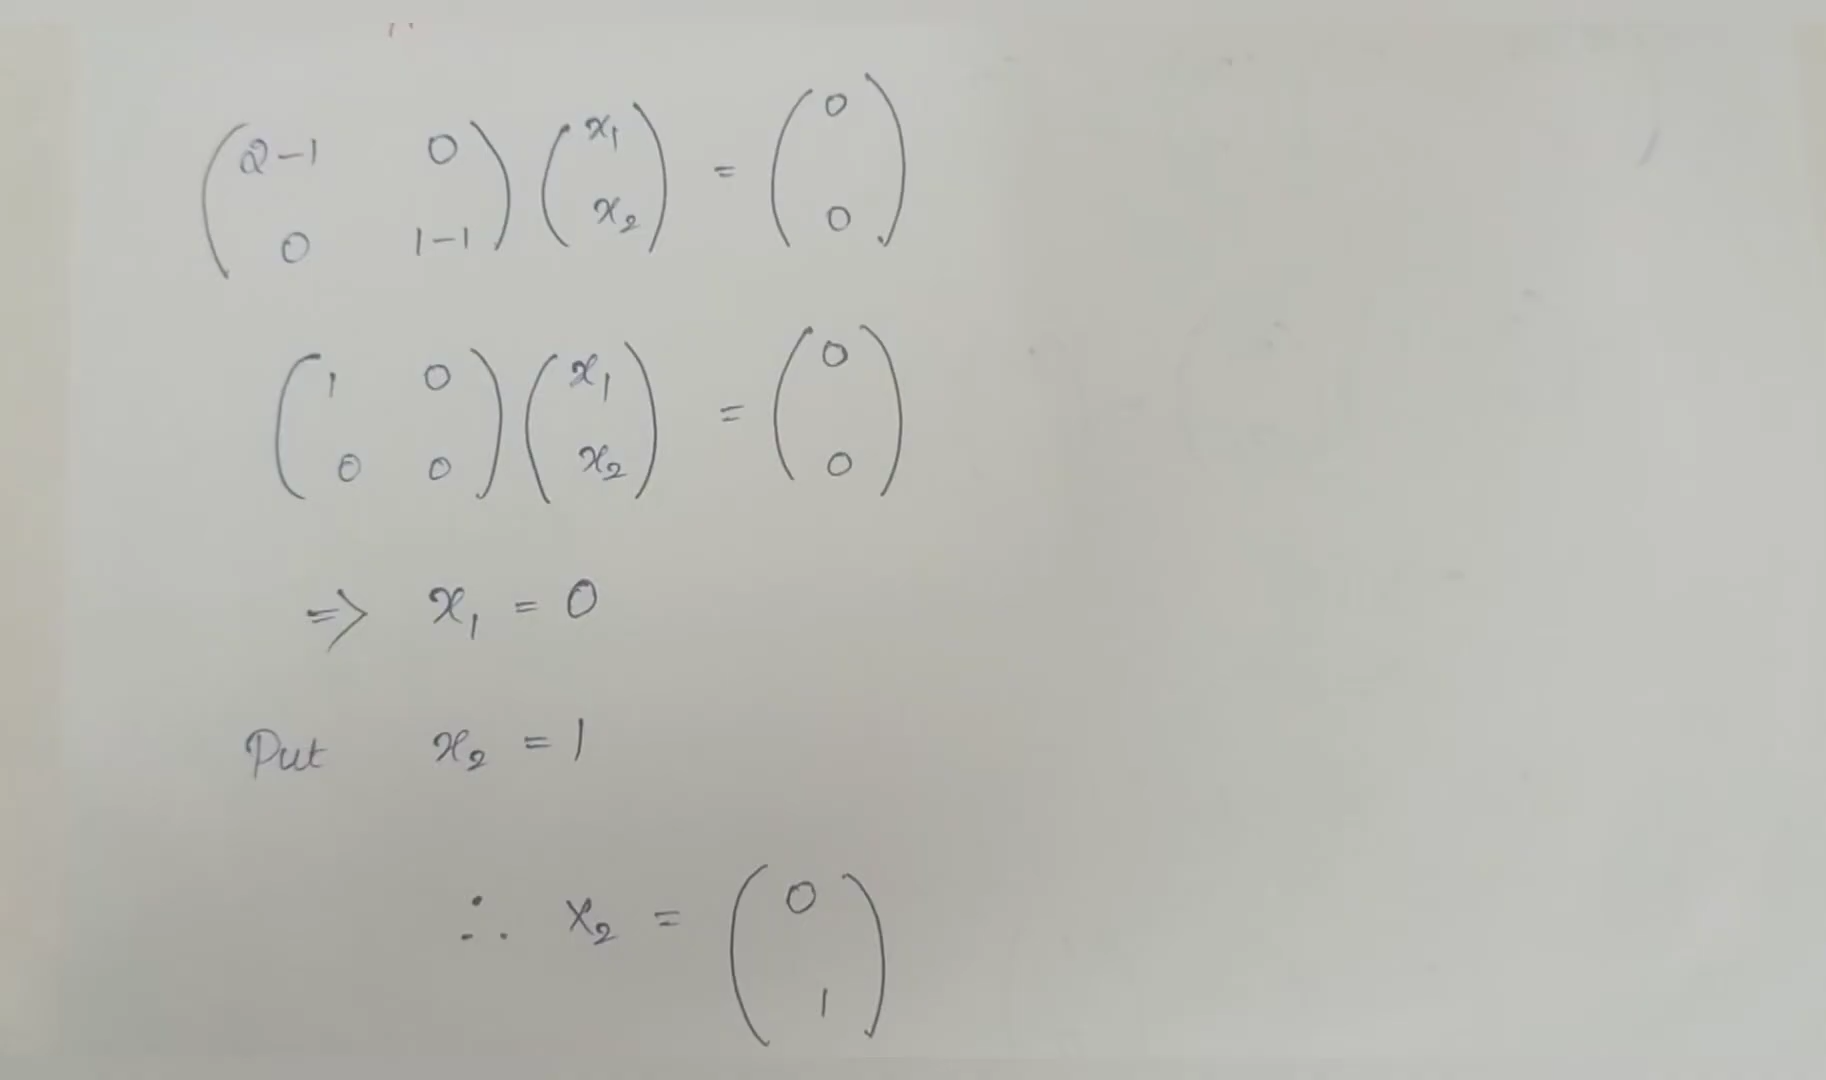 (2-1 0) (x1) = (0)
(0 1-1) (x2) (0)
(1 0) (x1) = (0)
(0 0) (x2) (0)
=> x1 = 0
Put x2 = 1
∴ X2 = (0)
(1)